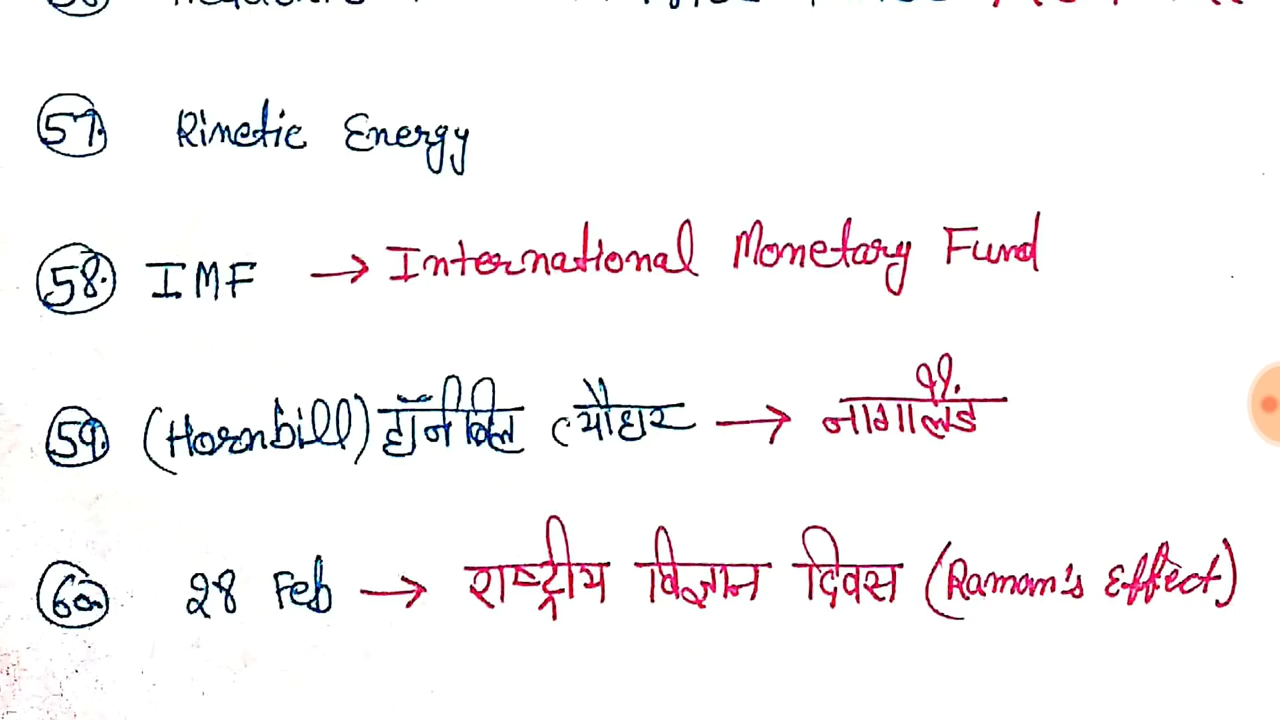 57. Kinetic Energy
58. IMF → International Monetary Fund
59. (Hornbill) हॉर्नबिल त्यौहार → नागालैंड
60. 28 Feb → राष्ट्रीय विज्ञान दिवस (Raman's Effect)